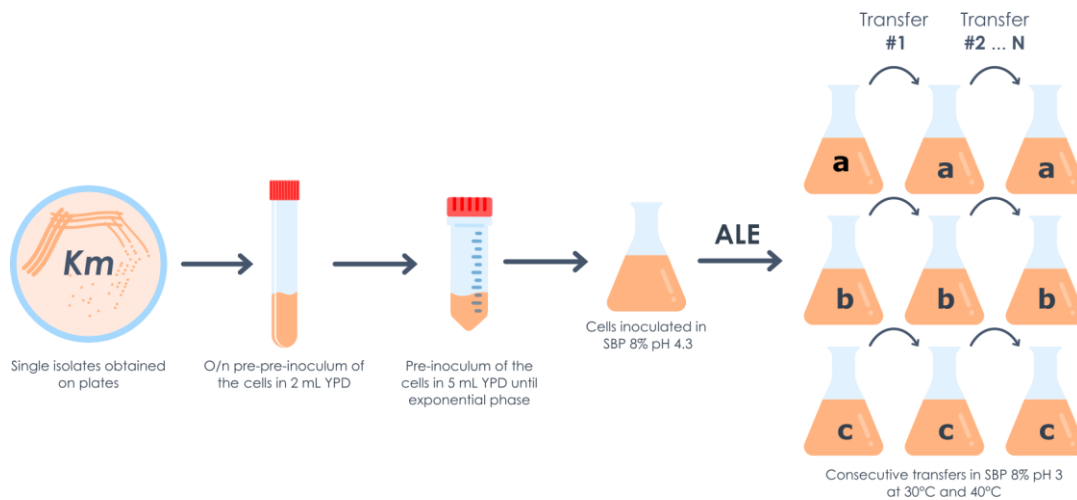 Transfer
#1
Transfer
#2 ... N
a
a
a
Km
ALE
b
b
b
Cells inoculated in
SBP 8% pH 4.3
Single isolates obtained
on plates
O/n pre-pre-inoculum of
the cells in 2 mL YPD
Pre-inoculum of the
cells in 5 mL YPD until
exponential phase
c
c
c
Consecutive transfers in SBP 8% pH 3
at 30°C and 40°C